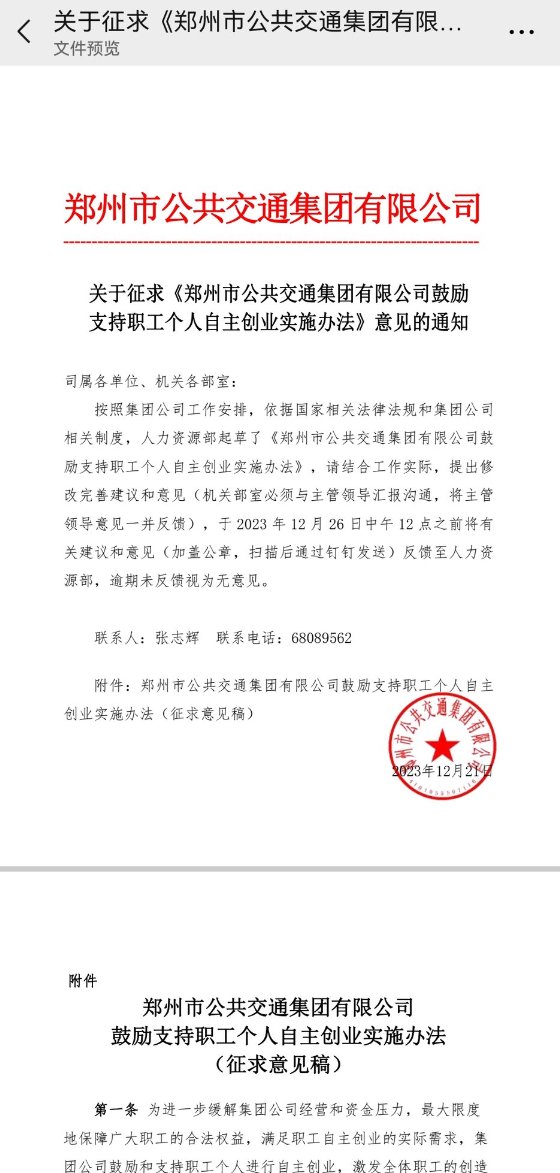 关于征求《郑州市公共交通集团有限...
文件预览
郑州市公共交通集团有限公司
关于征求《郑州市公共交通集团有限公司鼓励
支持职工个人自主创业实施办法》意见的通知
司属各单位、机关各部室：
按照集团公司工作安排，依据国家相关法律法规和集团公司
相关制度，人力资源部起草了《郑州市公共交通集团有限公司鼓
励支持职工个人自主创业实施办法》，请结合工作实际，提出修
改完善建议和意见（机关部室必须与主管领导汇报沟通，将主管
领导意见一并反馈），于 2023 年 12 月 26 日中午 12 点之前将有
关建议和意见（加盖公章，扫描后通过钉钉发送）反馈至人力资
源部，逾期未反馈视为无意见。
联系人：张志辉 联系电话：68089562
附件：郑州市公共交通集团有限公司鼓励支持职工个人自主
创业实施办法（征求意见稿）
郑州市公共交通集团有限公司
2023年12月21日
附件
郑州市公共交通集团有限公司
鼓励支持职工个人自主创业实施办法
（征求意见稿）
第一条 为进一步缓解集团公司经营和资金压力，最大限度
地保障广大职工的合法权益，满足职工自主创业的实际需求，集
团公司鼓励和支持职工个人进行自主创业，激发全体职工的创造